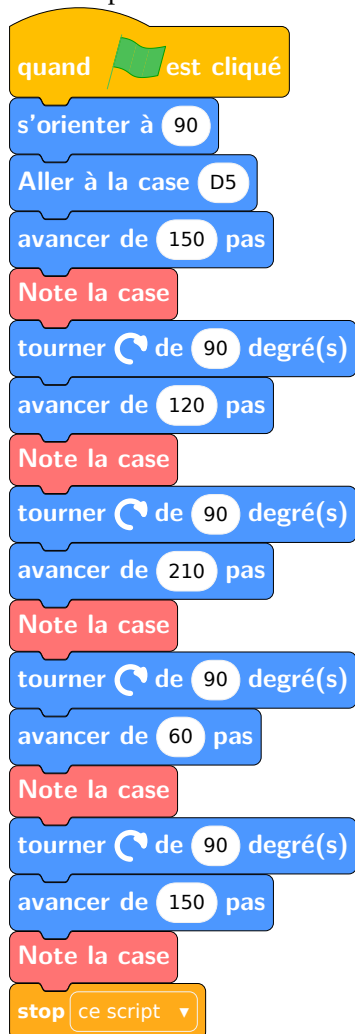 quand est cliqué
s'orienter à 90
Aller à la case D5
avancer de 150 pas
Note la case
tourner de 90 degré(s)
avancer de 120 pas
Note la case
tourner de 90 degré(s)
avancer de 210 pas
Note la case
tourner de 90 degré(s)
avancer de 60 pas
Note la case
tourner de 90 degré(s)
avancer de 150 pas
Note la case
stop ce script